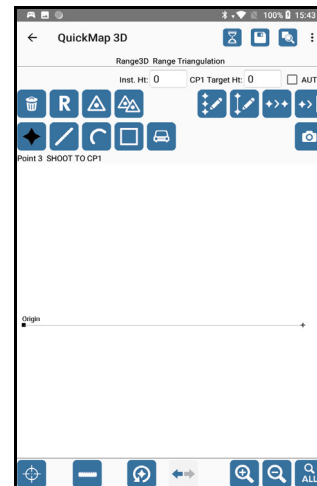 100% 15:43
QuickMap 3D
Range3D Range Triangulation
Inst. Ht: 0 CP1 Target Ht: 0 AUT
R
Point 3 SHOOT TO CP1
Origin
ALL